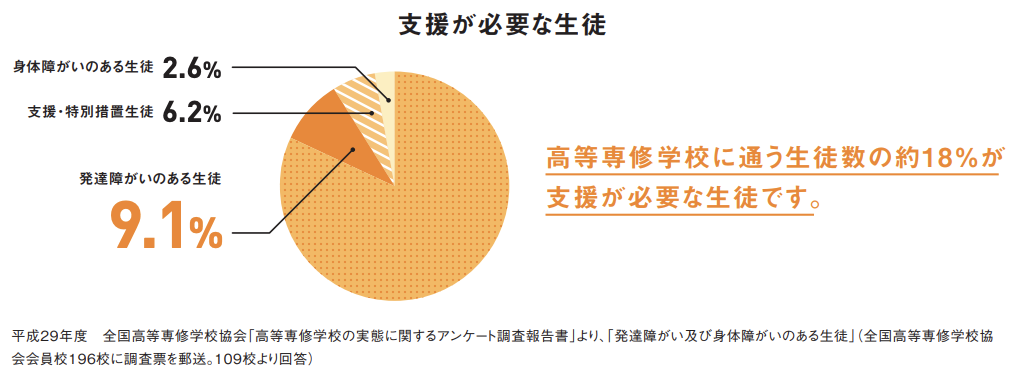 支援が必要な生徒
身体障がいのある生徒 2.6%
支援・特別措置生徒 6.2%
発達障がいのある生徒
9.1%
高等専修学校に通う生徒数の約18%が
支援が必要な生徒です。
平成29年度　全国高等専修学校協会「高等専修学校の実態に関するアンケート調査報告書」より、「発達障がい及び身体障がいのある生徒」（全国高等専修学校協
会会員校196校に調査票を郵送。109校より回答）